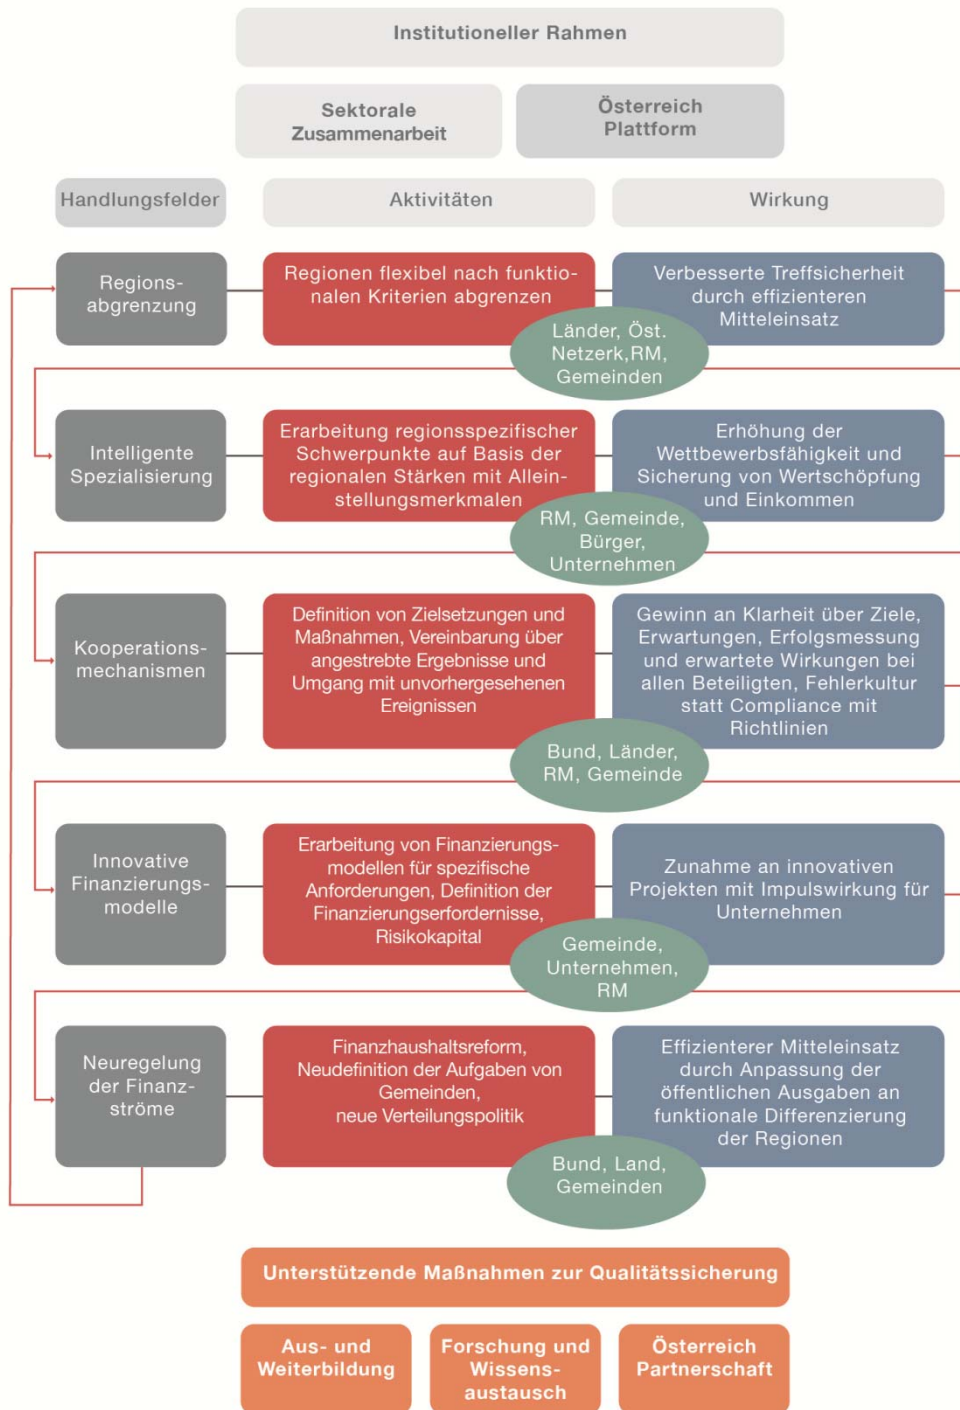 Institutioneller Rahmen
Sektorale
Zusammenarbeit
Österreich
Plattform
Handlungsfelder
Aktivitäten
Wirkung
Regions-
abgrenzung
Regionen flexibel nach funktio-
nalen Kriterien abgrenzen
Verbesserte Treffsicherheit
durch effizienteren
Mitteleinsatz
Länder, Öst.
Netzerk,RM,
Gemeinden
Intelligente
Spezialisierung
Erarbeitung regionsspezifischer
Schwerpunkte auf Basis der
regionalen Stärken mit Allein-
stellungsmerkmalen
Erhöhung der
Wettbewerbsfähigkeit und
Sicherung von Wertschöpfung
und Einkommen
RM, Gemeinde,
Bürger,
Unternehmen
Kooperations-
mechanismen
Definition von Zielsetzungen und
Maßnahmen, Vereinbarung über
angestrebte Ergebnisse und
Umgang mit unvorhergesehenen
Ereignissen
Gewinn an Klarheit über Ziele,
Erwartungen, Erfolgsmessung
und erwartete Wirkungen bei
allen Beteiligten, Fehlerkultur
statt Compliance mit
Richtlinien
Bund, Länder,
RM, Gemeinde
Innovative
Finanzierungs-
modelle
Erarbeitung von Finanzierungs-
modellen für spezifische
Anforderungen, Definition der
Finanzierungserfordernisse,
Risikokapital
Zunahme an innovativen
Projekten mit Impulswirkung für
Unternehmen
Gemeinde,
Unternehmen,
RM
Neuregelung
der Finanz-
ströme
Finanzhaushaltsreform,
Neudefinition der Aufgaben von
Gemeinden,
neue Verteilungspolitik
Effizienterer Mitteleinsatz
durch Anpassung der
öffentlichen Ausgaben an
funktionale Differenzierung
der Regionen
Bund, Land,
Gemeinden
Unterstützende Maßnahmen zur Qualitätssicherung
Aus- und
Weiterbildung
Forschung und
Wissens-
austausch
Österreich
Partnerschaft